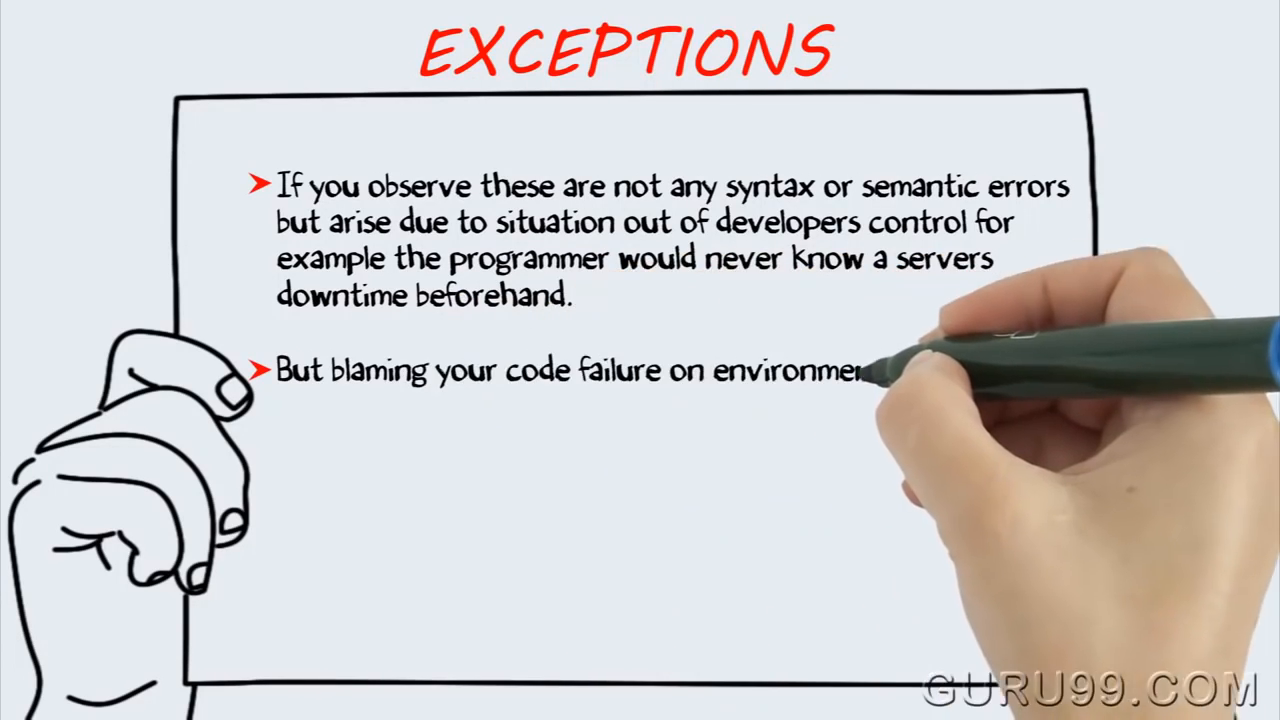 EXCEPTIONS
➤ If you observe these are not any syntax or semantic errors
but arise due to situation out of developers control for
example the programmer would never know a servers
downtime beforehand.
➤ But blaming your code failure on environmen
GURU99.COM